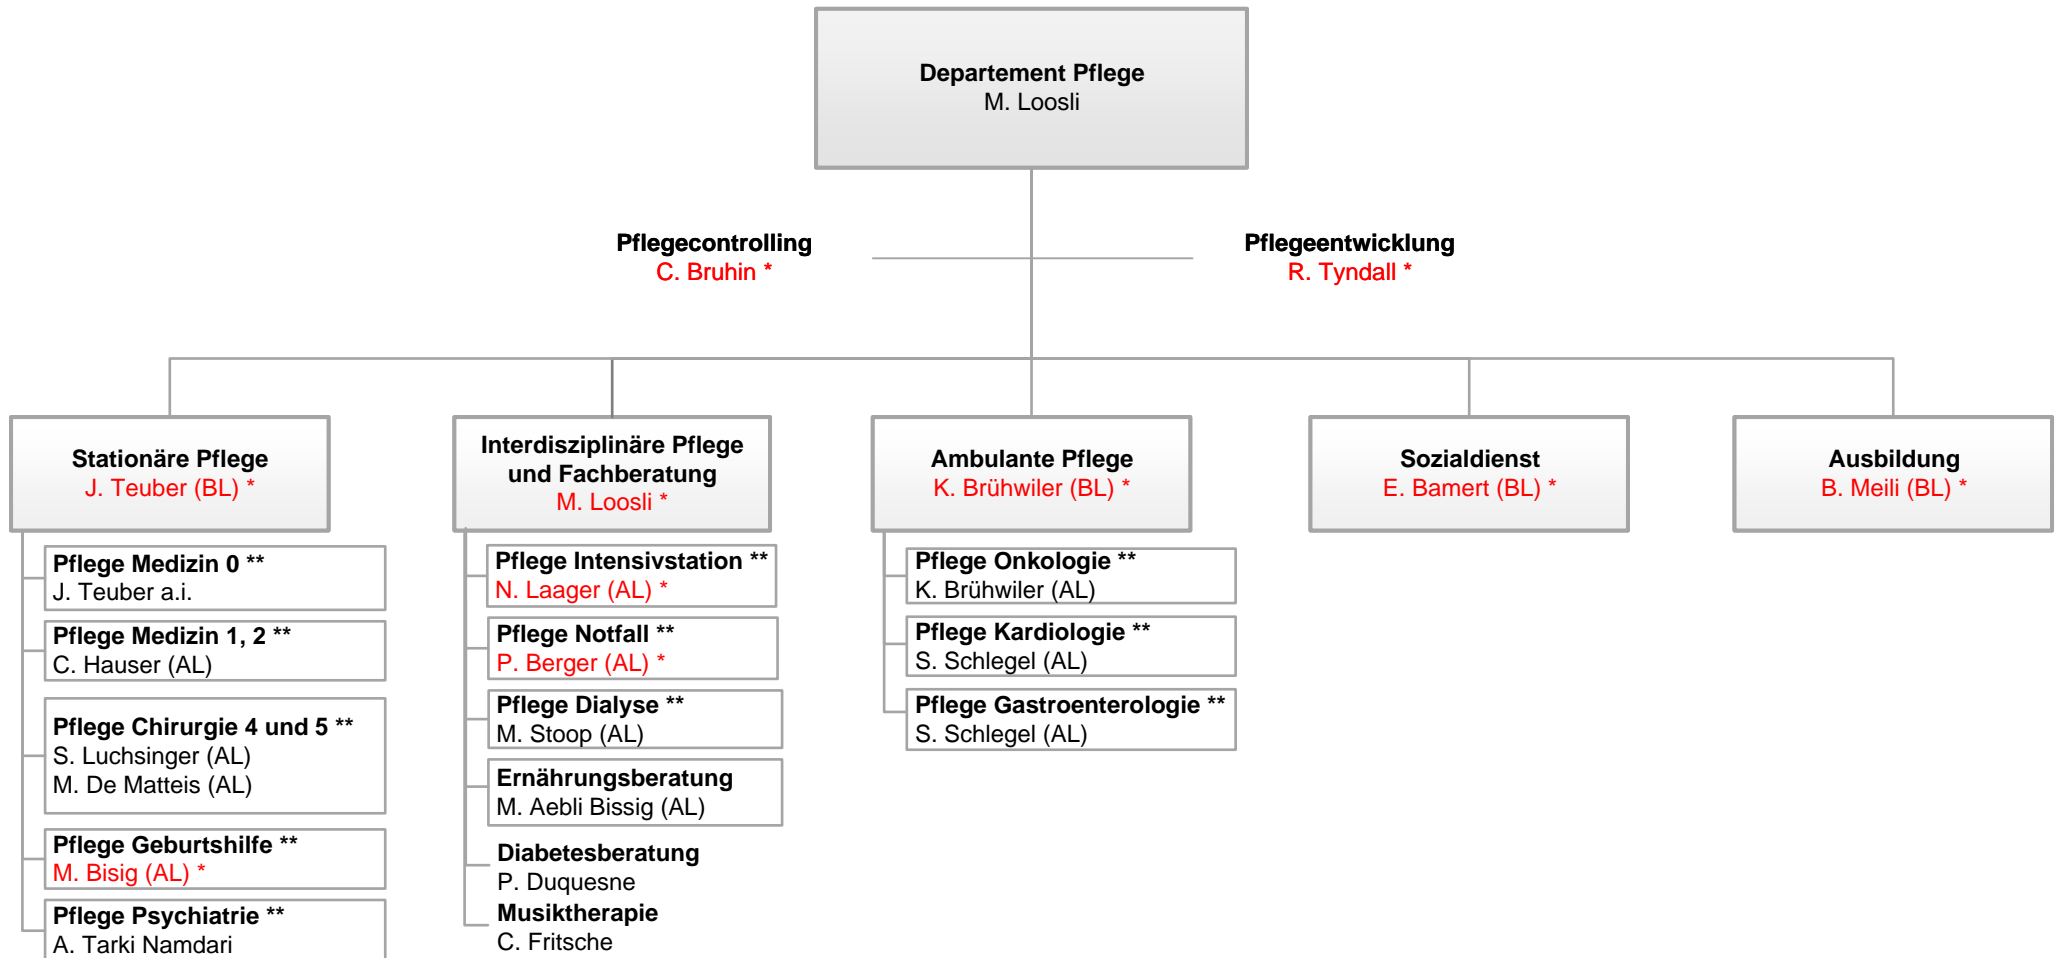 Departement Pflege
M. Loosli
Pflegecontrolling
C. Bruhin *
Pflegeentwicklung
R. Tyndall *
Stationäre Pflege
J. Teuber (BL) *
Interdisziplinäre Pflege
und Fachberatung
M. Loosli *
Ambulante Pflege
K. Brühwiler (BL) *
Sozialdienst
E. Bamert (BL) *
Ausbildung
B. Meili (BL) *
Pflege Medizin 0 **
J. Teuber a.i.
Pflege Medizin 1, 2 **
C. Hauser (AL)
Pflege Chirurgie 4 und 5 **
S. Luchsinger (AL)
M. De Matteis (AL)
Pflege Geburtshilfe **
M. Bisig (AL) *
Pflege Psychiatrie **
A. Tarki Namdari
Pflege Intensivstation **
N. Laager (AL) *
Pflege Notfall **
P. Berger (AL) *
Pflege Dialyse **
M. Stoop (AL)
Ernährungsberatung
M. Aebli Bissig (AL)
Diabetesberatung
P. Duquesne
Musiktherapie
C. Fritsche
Pflege Onkologie **
K. Brühwiler (AL)
Pflege Kardiologie **
S. Schlegel (AL)
Pflege Gastroenterologie **
S. Schlegel (AL)